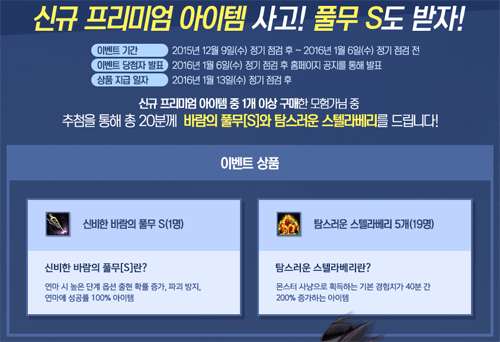 신규 프리미엄 아이템 사고! 풀무 S도 받자!
이벤트 기간 2015년 12월 9일(수) 정기 점검 후 ~ 2016년 1월 6일(수) 정기 점검 전
이벤트 당첨자 발표 2016년 1월 6일(수) 정기 점검 후 홈페이지 공지를 통해 발표
상품 지급 일자 2016년 1월 13일(수) 정기 점검 후
신규 프리미엄 아이템 중 1개 이상 구매한 모험가님 중
추첨을 통해 총 20분께 바람의 풀무[S]와 탐스러운 스텔라베리를 드립니다!
이벤트 상품
신비한 바람의 풀무 S(1명)
신비한 바람의 풀무[S]란?
연마 시 높은 단계 옵션 출현 확률 증가, 파괴 방지,
연마에 성공률 100% 아이템
탐스러운 스텔라베리 5개(19명)
탐스러운 스텔라베리란?
몬스터 사냥으로 획득하는 기본 경험치가 40분 간
200% 증가하는 아이템